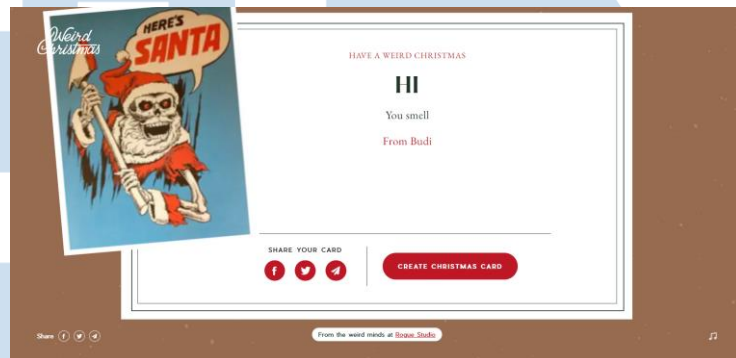 Weird
Christmas
HERE'S
SANTA
HAVE A WEIRD CHRISTMAS
HI
You smell
From Budi
SHARE YOUR CARD
CREATE CHRISTMAS CARD
Share
From the weird minds at Rogue Studio